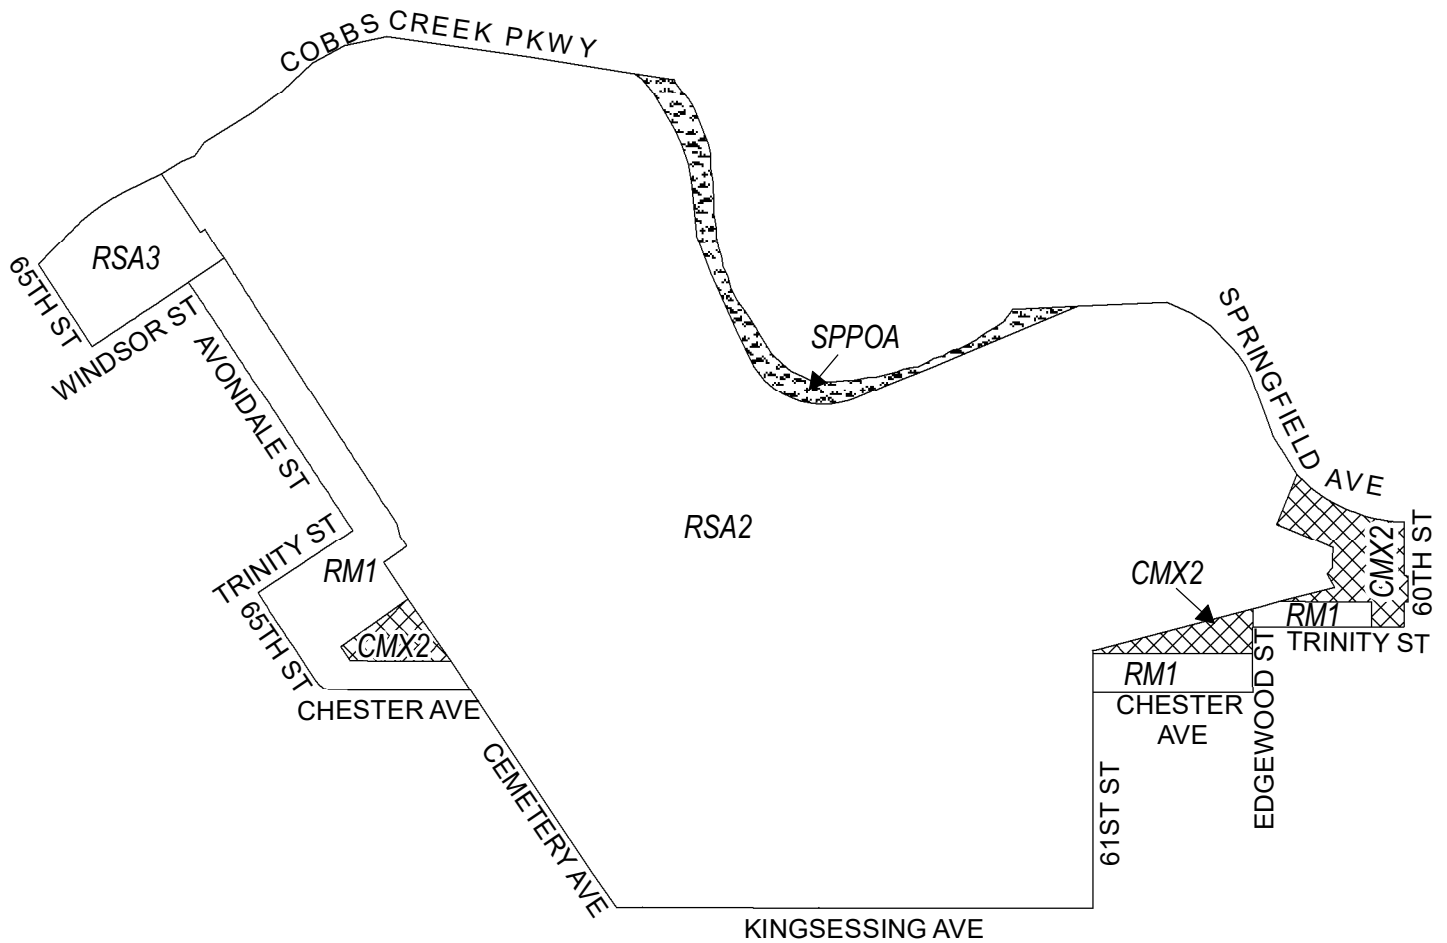 COBBS CREEK PKWY
RSA3
65TH ST
WINDSOR ST
AVONDALE ST
SPPOA
SPRINGFIELD AVE
RSA2
TRINITY ST
RM1
65TH ST
CMX2
CHESTER AVE
CEMETERY AVE
CMX2
CMX2
60TH ST
RM1
TRINITY ST
RM1
CHESTER
AVE
EDGEWOOD ST
61ST ST
KINGSESSING AVE